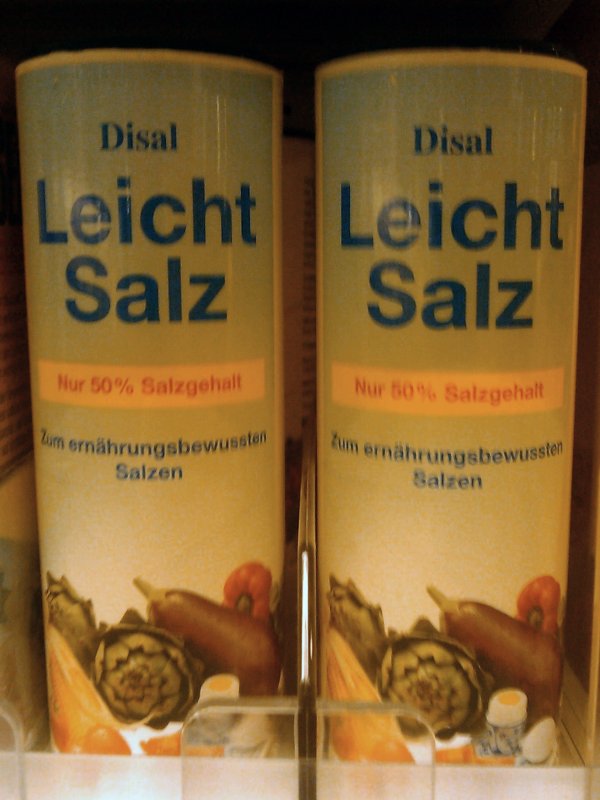 Disal
Leicht
Salz
Nur 50% Salzgehalt
Zum ernährungsbewussten
Salzen
Disal
Leicht
Salz
Nur 50% Salzgehalt
Zum ernährungsbewussten
Salzen